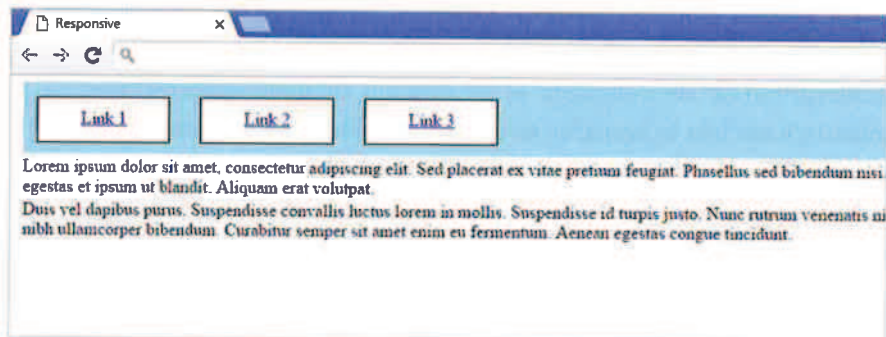 Responsive
Link 1
Link 2
Link 3
Lorem ipsum dolor sit amet, consectetur adipiscing elit. Sed placerat ex vitae pretium feugiat. Phasellus sed bibendum nisi.
egestas et ipsum ut blandit. Aliquam erat volutpat.
Duis vel dapibus purus. Suspendisse convallis luctus lorem in mollis. Suspendisse id turpis justo. Nunc rutrum venenatis ni
nibh ullamcorper bibendum. Curabitur semper sit amet enim eu fermentum. Aenean egestas congue tincidunt.